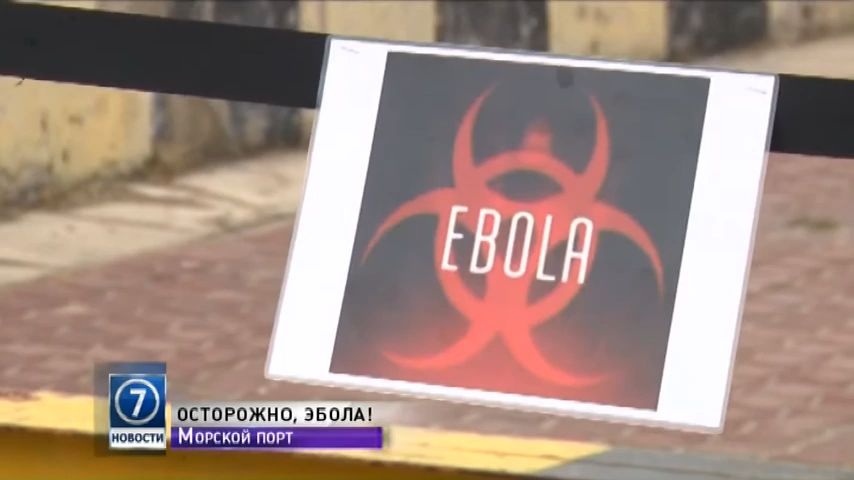 EBOLA
7
НОВОСТИ
ОСТОРОЖНО, ЭБОЛА!
МОРСКОЙ ПОРТ